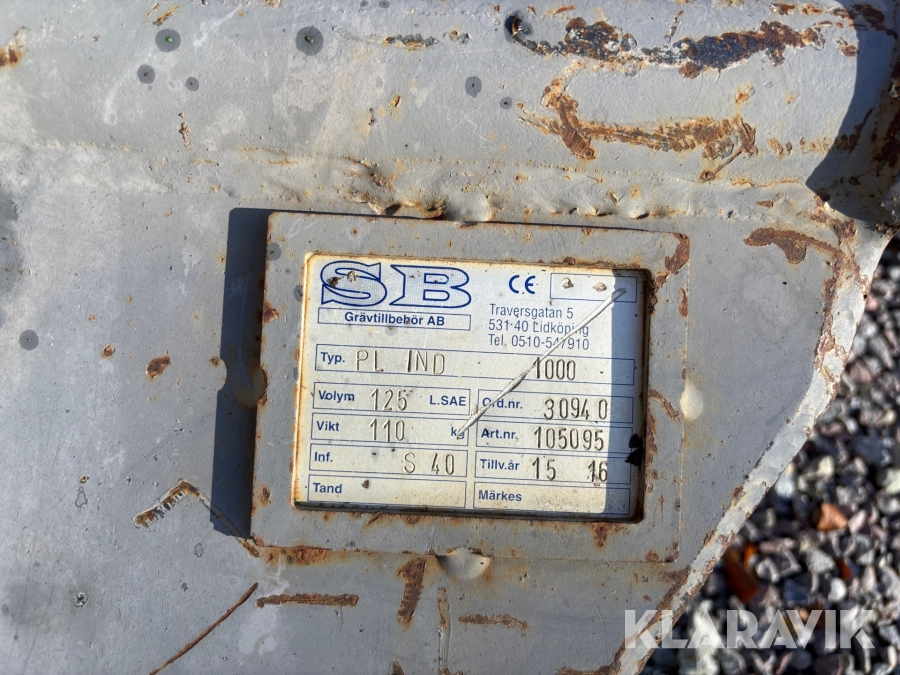 SB CE
Grävtillbehör AB
Traversgatan 5
531 40 Lidköping
Tel. 0510-547910
Typ. PL IND 1000
Volym 125 L.SAE Ord.nr. 30940
Vikt 110 kg Art.nr. 105095
Inf. S 40 Tillv.år 15 16
Tand Märkes
KLARAVIK